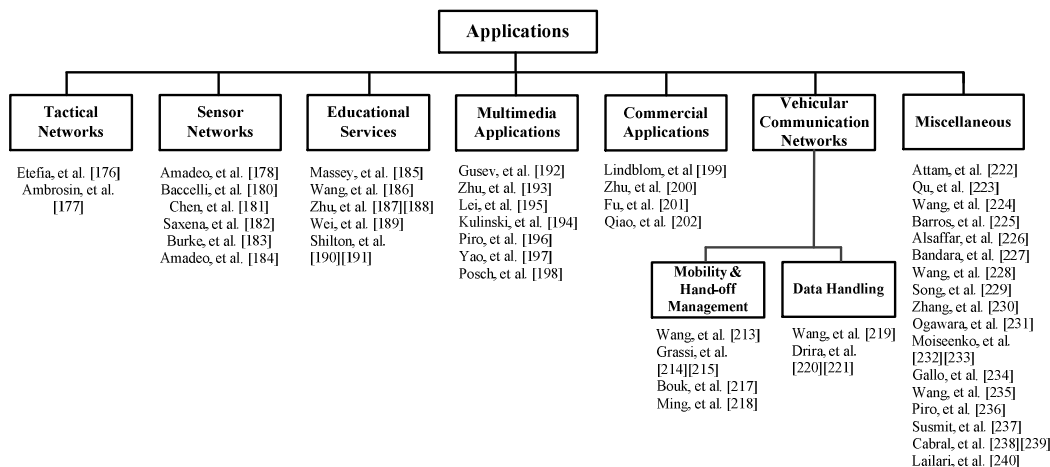 Applications
Tactical
Networks
Etefia, et al. [176]
Ambrosin, et al.
[177]
Sensor
Networks
Amadeo, et al. [178]
Baccelli, et al. [180]
Chen, et al. [181]
Saxena, et al. [182]
Burke, et al. [183]
Amadeo, et al. [184]
Educational
Services
Massey, et al. [185]
Wang, et al. [186]
Zhu, et al. [187][188]
Wei, et al. [189]
Shilton, et al.
[190][191]
Multimedia
Applications
Gusev, et al. [192]
Zhu, et al. [193]
Lei, et al. [195]
Kulinski, et al. [194]
Piro, et al. [196]
Yao, et al. [197]
Posch, et al. [198]
Commercial
Applications
Lindblom, et al [199]
Zhu, et al. [200]
Fu, et al. [201]
Qiao, et al. [202]
Vehicular
Communication
Networks
Mobility &
Hand-off
Management
Wang, et al. [213]
Grassi, et al.
[214][215]
Bouk, et al. [217]
Ming, et al. [218]
Data Handling
Wang, et al. [219]
Drira, et al.
[220][221]
Miscellaneous
Attam, et al. [222]
Qu, et al. [223]
Wang, et al. [224]
Barros, et al. [225]
Alsaffar, et al. [226]
Bandara, et al. [227]
Wang, et al. [228]
Song, et al. [229]
Zhang, et al. [230]
Ogawara, et al. [231]
Moiseenko, et al.
[232][233]
Gallo, et al. [234]
Wang, et al. [235]
Piro, et al. [236]
Susmit, et al. [237]
Cabral, et al. [238][239]
Lailari, et al. [240]